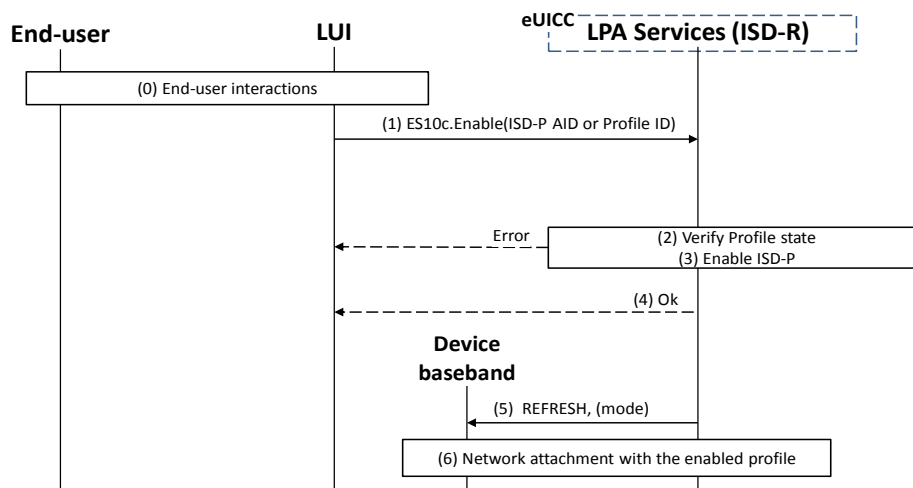 eUICC
End-user
LUI
LPA Services (ISD-R)
(0) End-user interactions
(1) ES10c.Enable(ISD-P AID or Profile ID)
Error
(2) Verify Profile state
(3) Enable ISD-P
(4) Ok
Device
baseband
(5) REFRESH, (mode)
(6) Network attachment with the enabled profile